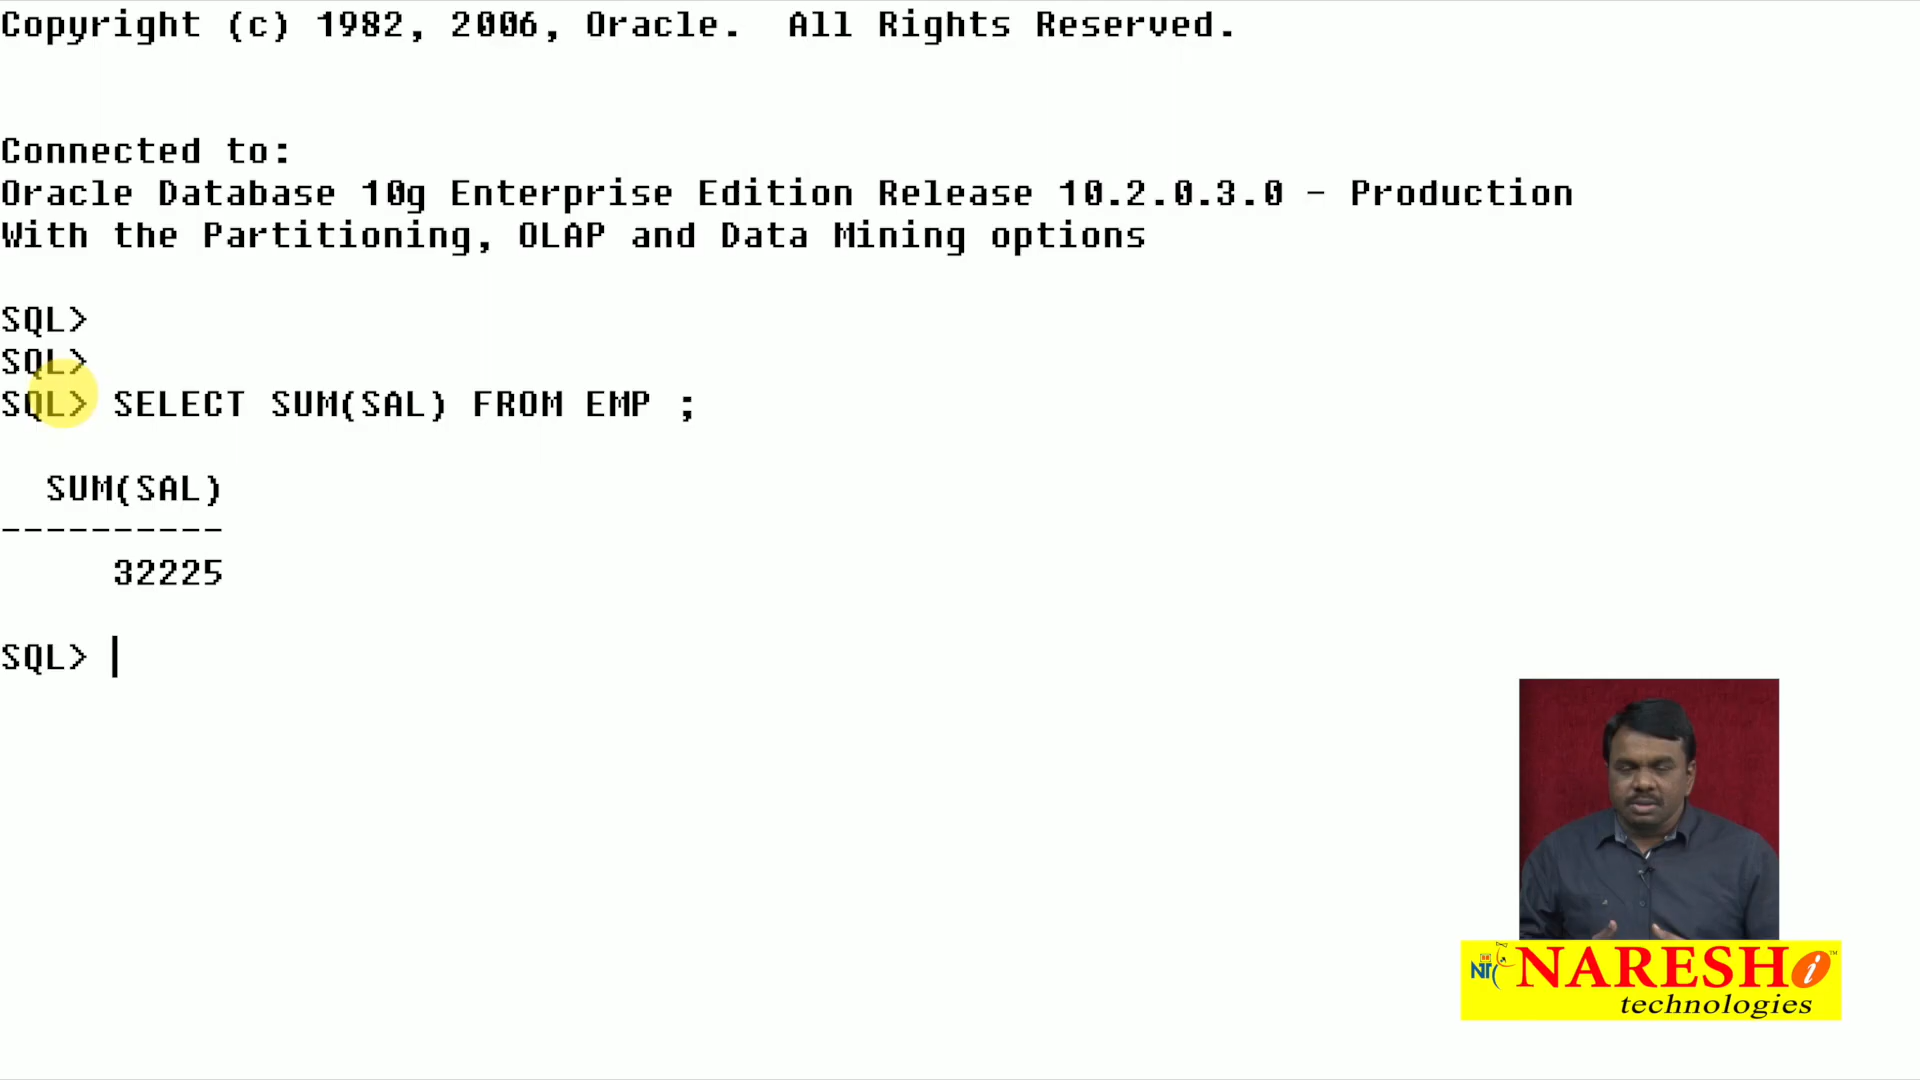 Copyright (c) 1982, 2006, Oracle.  All Rights Reserved.
Connected to:
Oracle Database 10g Enterprise Edition Release 10.2.0.3.0 - Production
With the Partitioning, OLAP and Data Mining options
SQL>
SQL>
SQL> SELECT SUM(SAL) FROM EMP ;
SUM(SAL)
----------
32225
SQL>
NT NARESH i ™
technologies